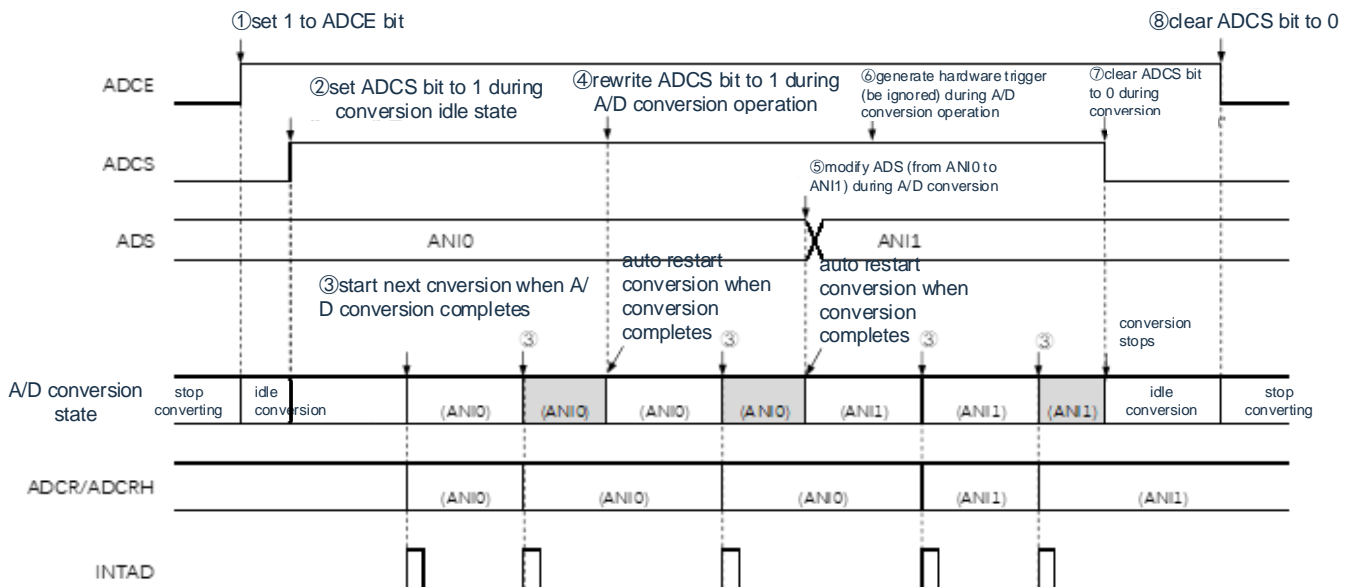 ①set 1 to ADCE bit
⑧clear ADCS bit to 0
ADCE
②set ADCS bit to 1 during
conversion idle state
④rewrite ADCS bit to 1 during
A/D conversion operation
⑥generate hardware trigger
(be ignored) during A/D
conversion operation
⑦clear ADCS bit
to 0 during
conversion
ADCS
⑤modify ADS (from ANI0 to
ANI1) during A/D conversion
ADS
ANI0
ANI1
③start next cnversion when A/
D conversion completes
auto restart
conversion when
conversion
completes
auto restart
conversion when
conversion
completes
③
③
③
③
conversion
stops
A/D conversion
state
stop
converting
idle
conversion
(ANI0)
(ANI0)
(ANI0)
(ANI0)
(ANI1)
(ANI1)
(ANI1)
idle
conversion
stop
converting
ADCR/ADCRH
(ANI0)
(ANI0)
(ANI0)
(ANI1)
(ANI1)
INTAD